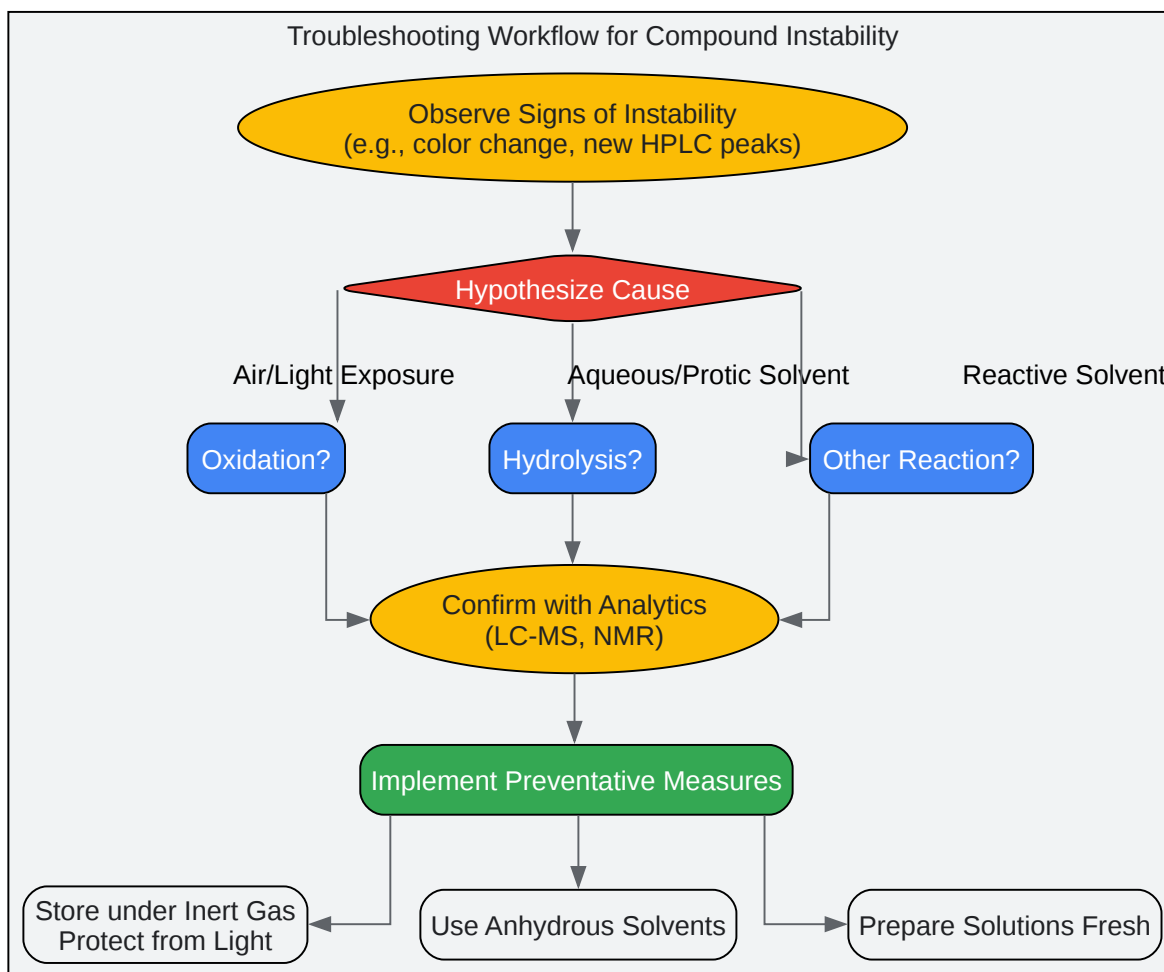 Troubleshooting Workflow for Compound Instability
Observe Signs of Instability
(e.g., color change, new HPLC peaks)
Hypothesize Cause
Air/Light Exposure
Aqueous/Protic Solvent
Reactive Solvent
Oxidation?
Hydrolysis?
Other Reaction?
Confirm with Analytics
(LC-MS, NMR)
Implement Preventative Measures
Store under Inert Gas
Protect from Light
Use Anhydrous Solvents
Prepare Solutions Fresh